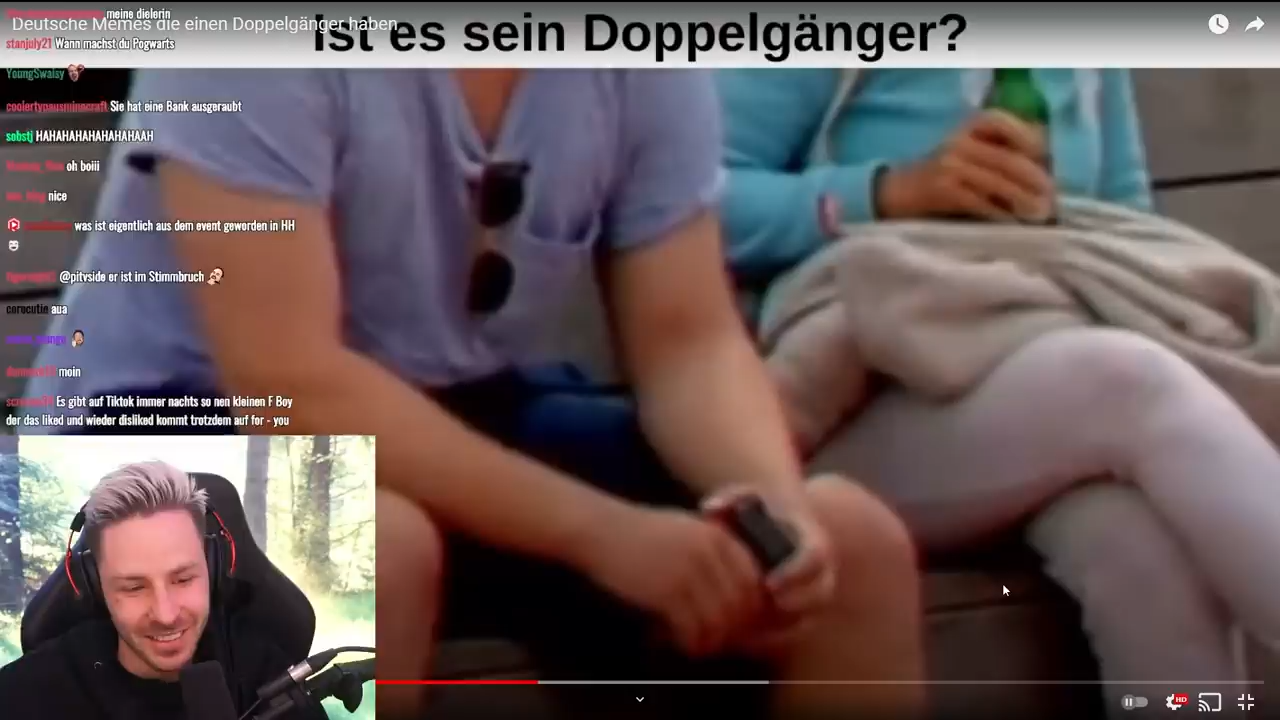 Deutsche Memes die einen Doppelgänger haben
Ist es sein Doppelgänger?
meine dielerin
stanjuly21 Wann machst du Pogwarts
YoungSwaisy
coolertypausminecraft Sie hat eine Bank ausgeraubt
sobstj HAHAHAHAHAHAHAHAAH
oh boiii
nice
was ist eigentlich aus dem event geworden in HH
@pitvside er ist im Stimmbruch
corocutie aua
moin
Es gibt auf Tiktok immer nachts so nen kleinen F Boy
der das liked und wieder disliked kommt trotzdem auf for - you
HD